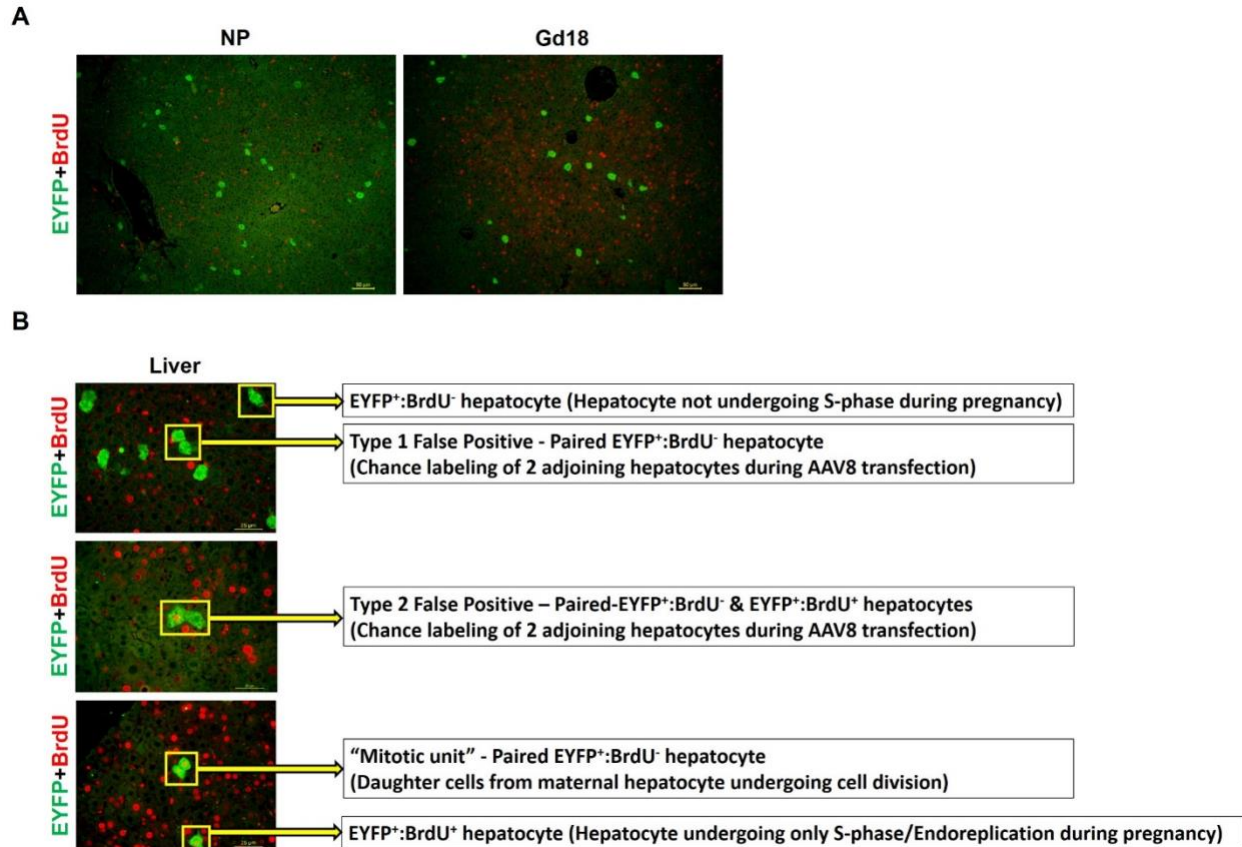 A
NP
Gd18
EYFP+BrdU
50 µm
50 µm
B
Liver
EYFP+BrdU
EYFP⁺:BrdU⁻ hepatocyte (Hepatocyte not undergoing S-phase during pregnancy)
Type 1 False Positive - Paired EYFP⁺:BrdU⁻ hepatocyte
(Chance labeling of 2 adjoining hepatocytes during AAV8 transfection)
EYFP+BrdU
Type 2 False Positive – Paired-EYFP⁺:BrdU⁻ & EYFP⁺:BrdU⁺ hepatocytes
(Chance labeling of 2 adjoining hepatocytes during AAV8 transfection)
EYFP+BrdU
“Mitotic unit” - Paired EYFP⁺:BrdU⁻ hepatocyte
(Daughter cells from maternal hepatocyte undergoing cell division)
EYFP⁺:BrdU⁺ hepatocyte (Hepatocyte undergoing only S-phase/Endoreplication during pregnancy)